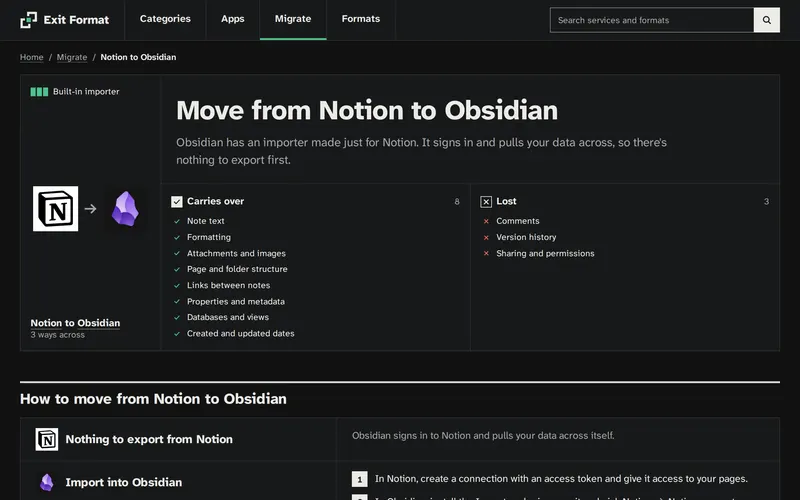 Exit Format
Categories
Apps
Migrate
Formats
Search services and formats
Home / Migrate / Notion to Obsidian
Built-in importer
Move from Notion to Obsidian
Obsidian has an importer made just for Notion. It signs in and pulls your data across, so there's
nothing to export first.
Carries over 8
Note text
Formatting
Attachments and images
Page and folder structure
Links between notes
Properties and metadata
Databases and views
Created and updated dates
Lost 3
Comments
Version history
Sharing and permissions
Notion to Obsidian
3 ways across
How to move from Notion to Obsidian
Nothing to export from Notion
Obsidian signs in to Notion and pulls your data across itself.
Import into Obsidian
1 In Notion, create a connection with an access token and give it access to your pages.